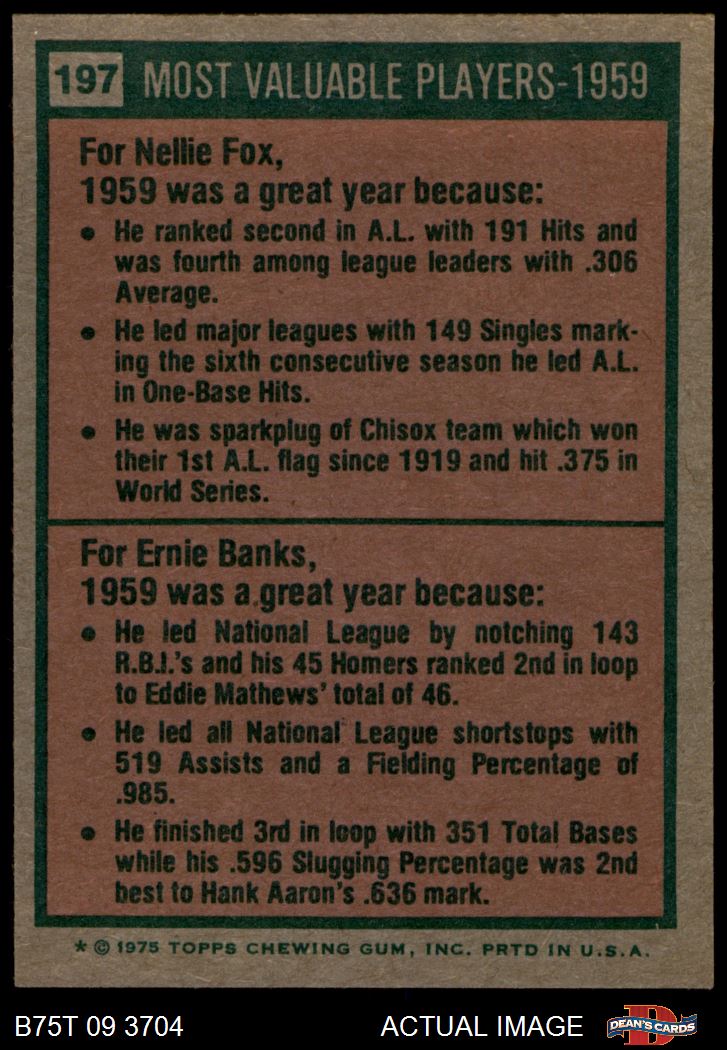 197 MOST VALUABLE PLAYERS-1959
For Nellie Fox,
1959 was a great year because:
• He ranked second in A.L. with 191 Hits and
was fourth among league leaders with .306
Average.
• He led major leagues with 149 Singles mark-
ing the sixth consecutive season he led A.L.
in One-Base Hits.
• He was sparkplug of Chisox team which won
their 1st A.L. flag since 1919 and hit .375 in
World Series.
For Ernie Banks,
1959 was a great year because:
• He led National League by notching 143
R.B.I.'s and his 45 Homers ranked 2nd in loop
to Eddie Mathews' total of 46.
• He led all National League shortstops with
519 Assists and a Fielding Percentage of
.985.
• He finished 3rd in loop with 351 Total Bases
while his .596 Slugging Percentage was 2nd
best to Hank Aaron's .636 mark.
* © 1975 TOPPS CHEWING GUM, INC. PRTD IN U.S.A.
B75T 09 3704 ACTUAL IMAGE D DEAN'S CARDS